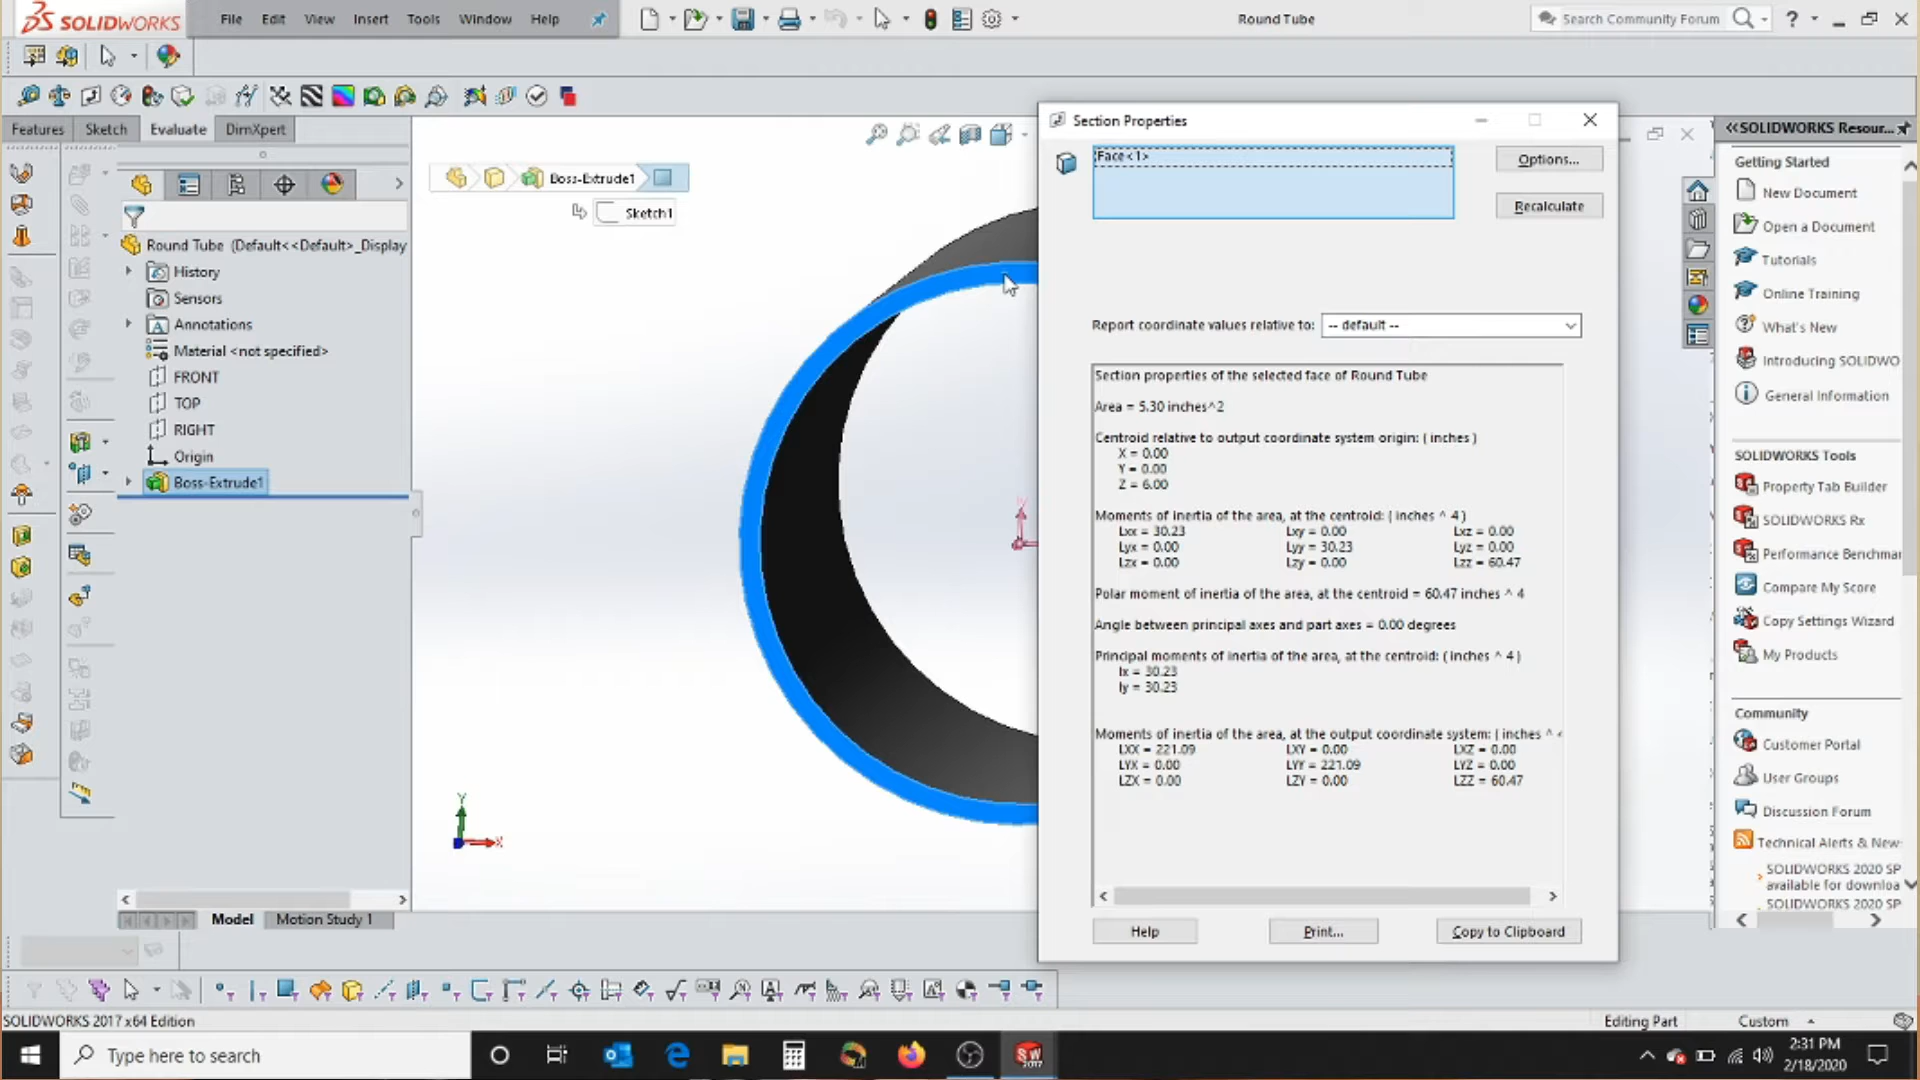 SOLIDWORKS File Edit View Insert Tools Window Help Round Tube Search Community Forum ?
Features Sketch Evaluate DimXpert
Boss-Extrude1
Sketch1
Round Tube (Default<<Default>_Display
History
Sensors
Annotations
Material <not specified>
FRONT
TOP
RIGHT
Origin
Boss-Extrude1
Section Properties
Face<1>
Options...
Recalculate
Report coordinate values relative to: -- default --
Section properties of the selected face of Round Tube
Area = 5.30 inches^2
Centroid relative to output coordinate system origin: ( inches )
X = 0.00
Y = 0.00
Z = 6.00
Moments of inertia of the area, at the centroid: ( inches ^ 4 )
Lxx = 30.23 Lxy = 0.00 Lxz = 0.00
Lyx = 0.00 Lyy = 30.23 Lyz = 0.00
Lzx = 0.00 Lzy = 0.00 Lzz = 60.47
Polar moment of inertia of the area, at the centroid = 60.47 inches ^ 4
Angle between principal axes and part axes = 0.00 degrees
Principal moments of inertia of the area, at the centroid: ( inches ^ 4 )
Ix = 30.23
Iy = 30.23
Moments of inertia of the area, at the output coordinate system: ( inches ^
LXX = 221.09 LXY = 0.00 LXZ = 0.00
LYX = 0.00 LYY = 221.09 LYZ = 0.00
LZX = 0.00 LZY = 0.00 LZZ = 60.47
Help Print... Copy to Clipboard
Y
X
SOLIDWORKS Resour...
Getting Started
New Document
Open a Document
Tutorials
Online Training
What's New
Introducing SOLIDWO
General Information
SOLIDWORKS Tools
Property Tab Builder
SOLIDWORKS Rx
Performance Benchmar
Compare My Score
Copy Settings Wizard
My Products
Community
Customer Portal
User Groups
Discussion Forum
Technical Alerts & New
SOLIDWORKS 2020 SP
available for downloa
SOLIDWORKS 2020 SP
Model Motion Study 1
SOLIDWORKS 2017 x64 Edition Editing Part Custom
Type here to search
SW
2017
2:31 PM
2/18/2020